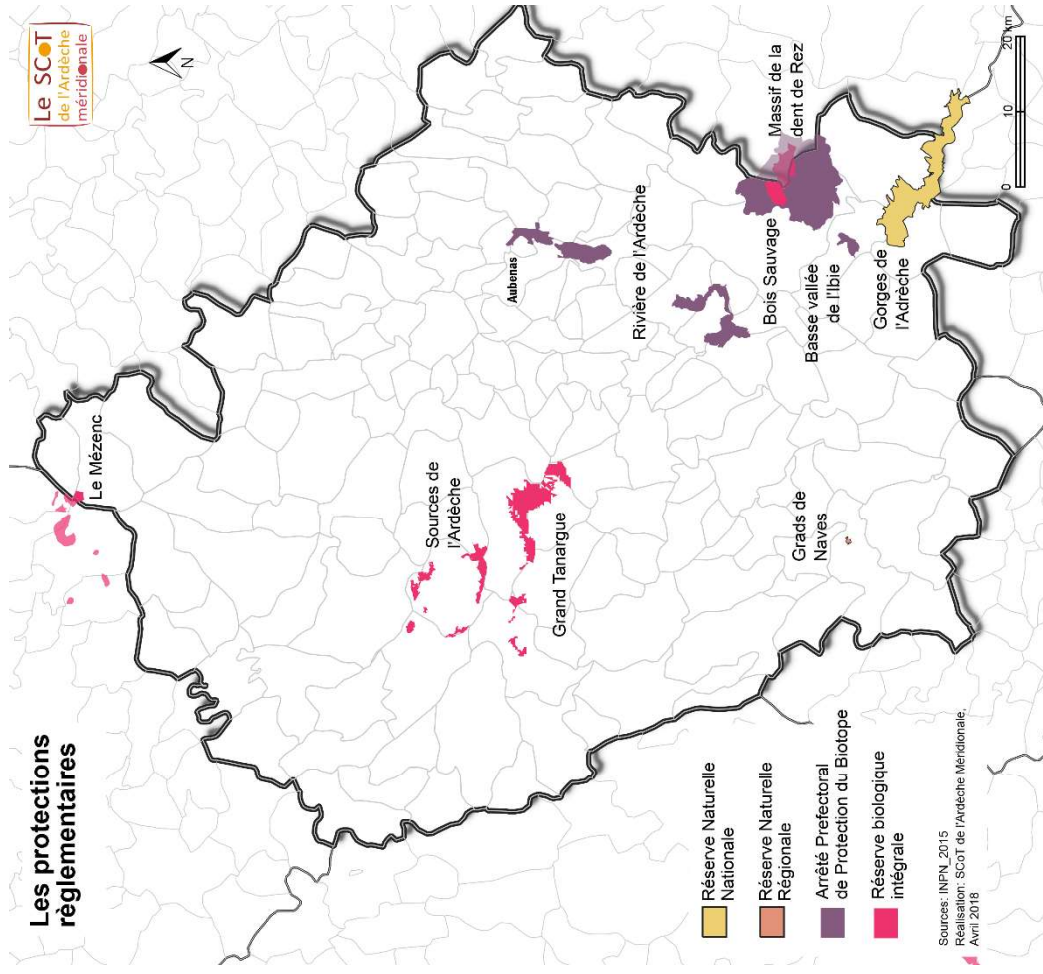 Les protections
règlementaires
Le SCoT
de l'Ardèche
méridionale
N
Le Mézenc
Sources de
l'Ardèche
Grand Tanargue
Aubenas
Rivière de l'Ardèche
Bois Sauvage
Massif de la
dent de Rez
Basse vallée
de l'Ibie
Gorges de
l'Adrèche
Grads de
Naves
Réserve Naturelle
Nationale
Réserve Naturelle
Régionale
Arrêté Prefectoral
de Protection du Biotope
Réserve biologique
intégrale
Sources: INPN_2015
Réalisation: SCoT de l'Ardèche Méridionale,
Avril 2018
0 10 20 km